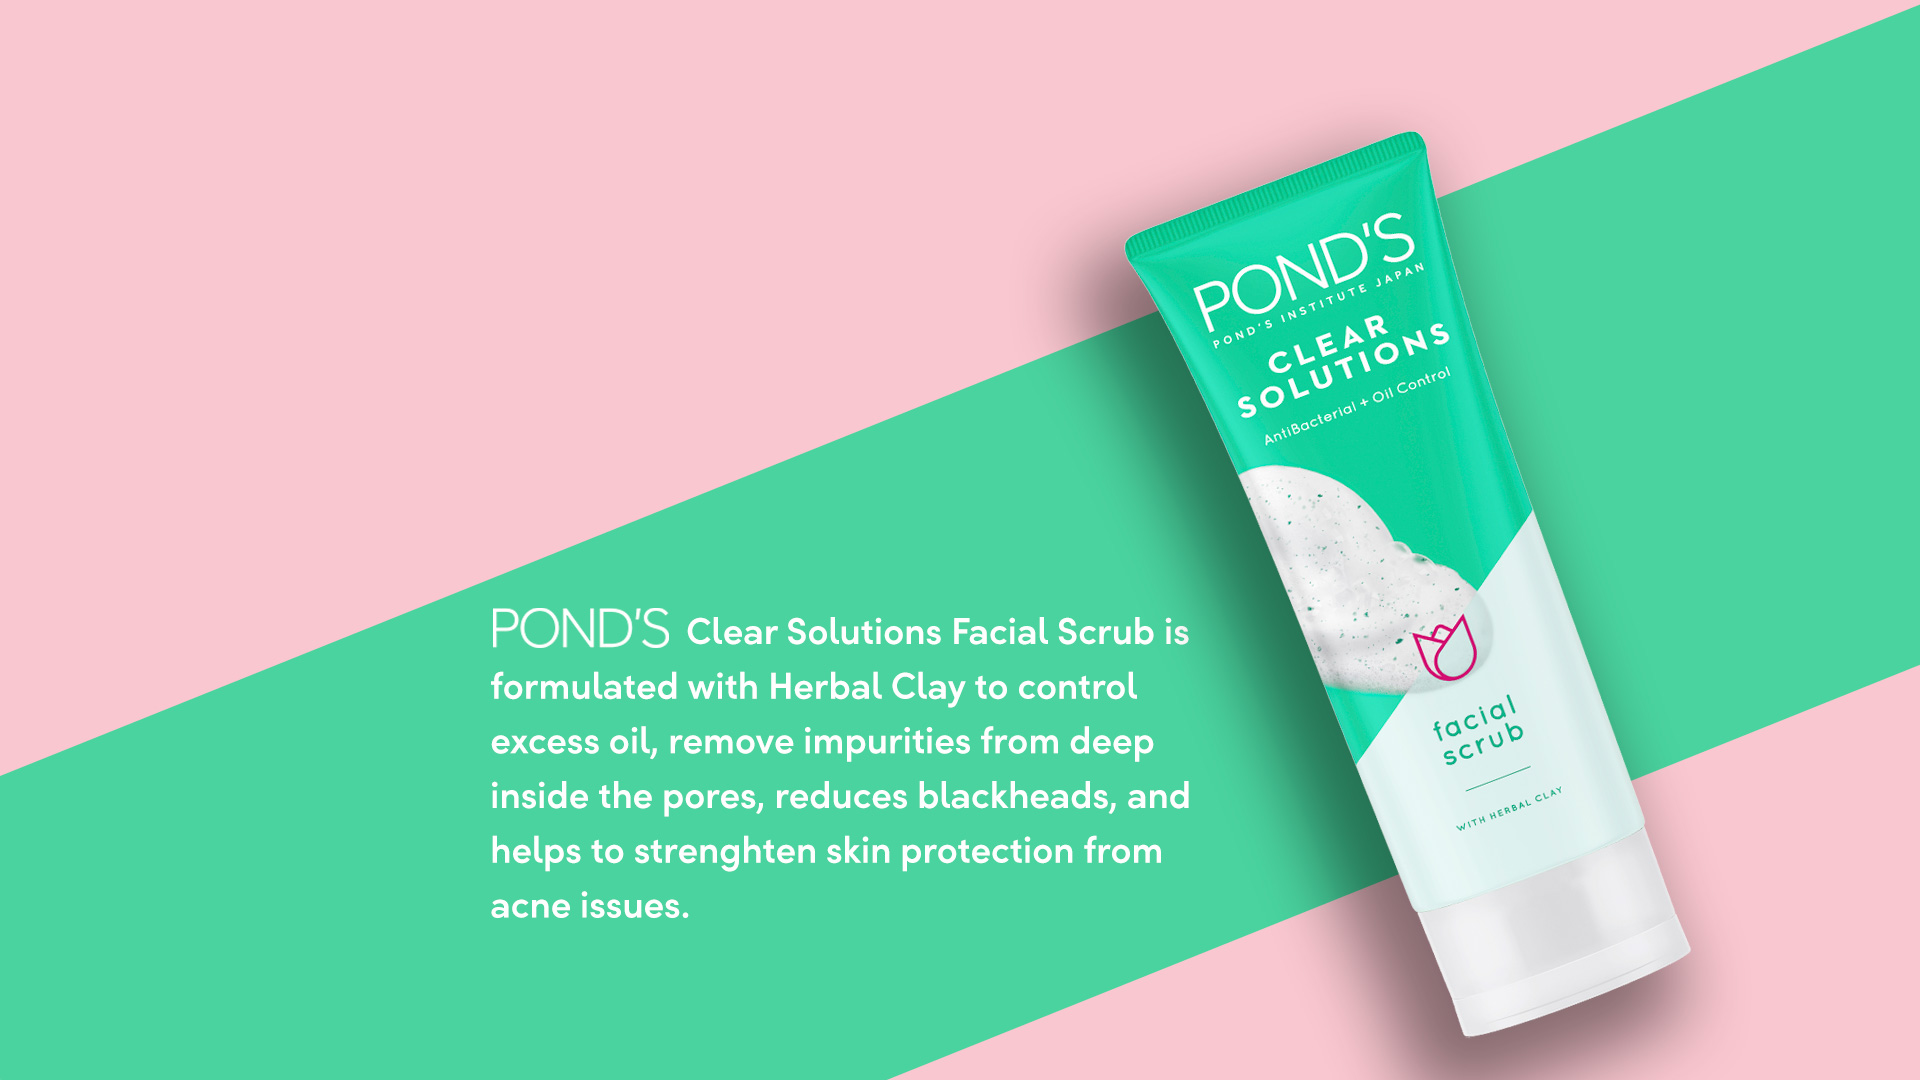 POND'S
POND'S INSTITUTE JAPAN
CLEAR
SOLUTIONS
AntiBacterial + Oil Control
facial
scrub
WITH HERBAL CLAY
POND'S Clear Solutions Facial Scrub is
formulated with Herbal Clay to control
excess oil, remove impurities from deep
inside the pores, reduces blackheads, and
helps to strenghten skin protection from
acne issues.